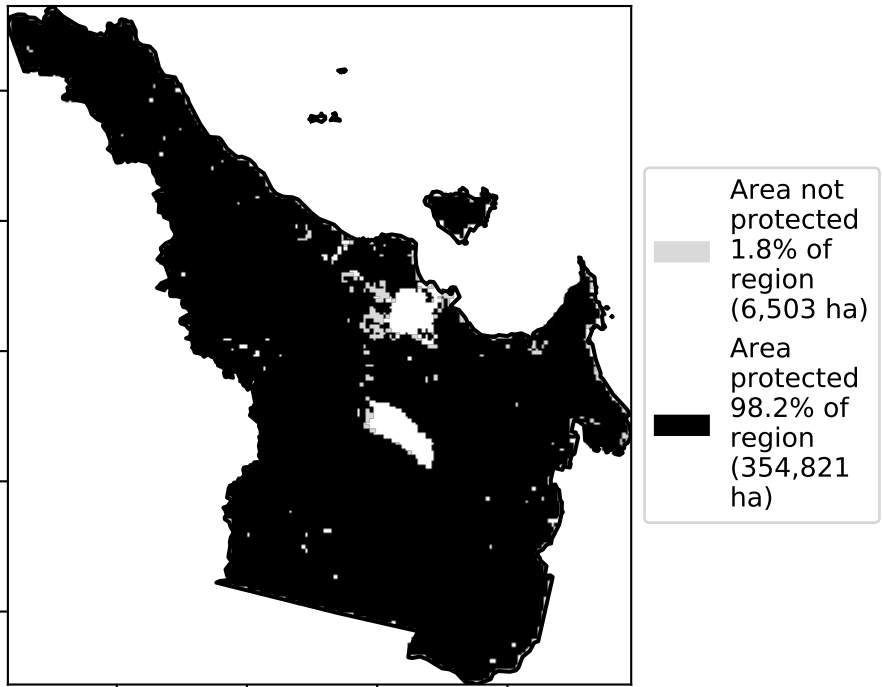 Area not
protected
1.8% of
region
(6,503 ha)
Area
protected
98.2% of
region
(354,821
ha)